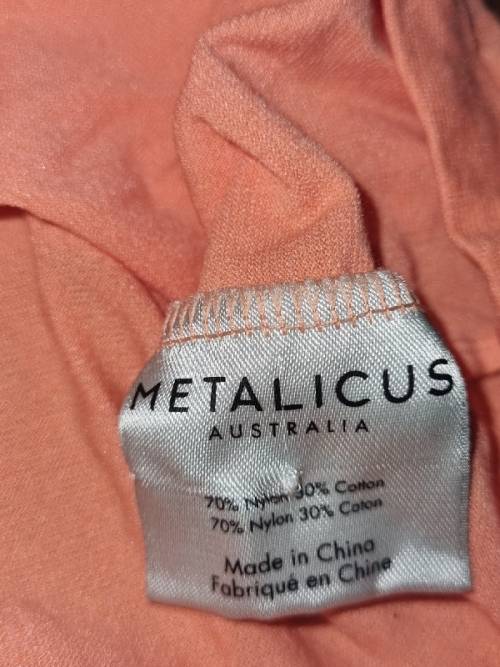 METALICUS
AUSTRALIA
70% Nylon 30% Cotton
70% Nylon 30% Coton
Made in China
Fabriqué en Chine